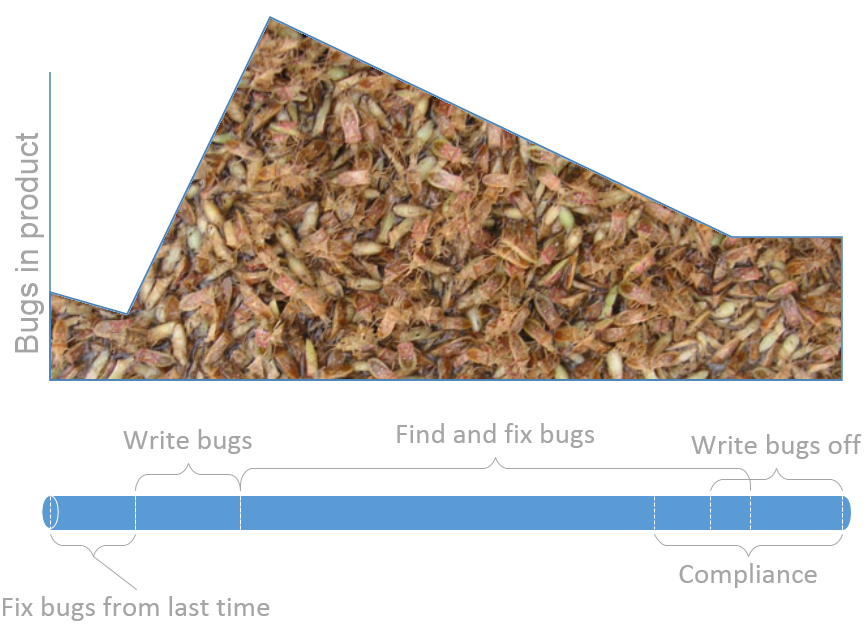 Bugs in product
Write bugs
Find and fix bugs
Write bugs off
Compliance
Fix bugs from last time